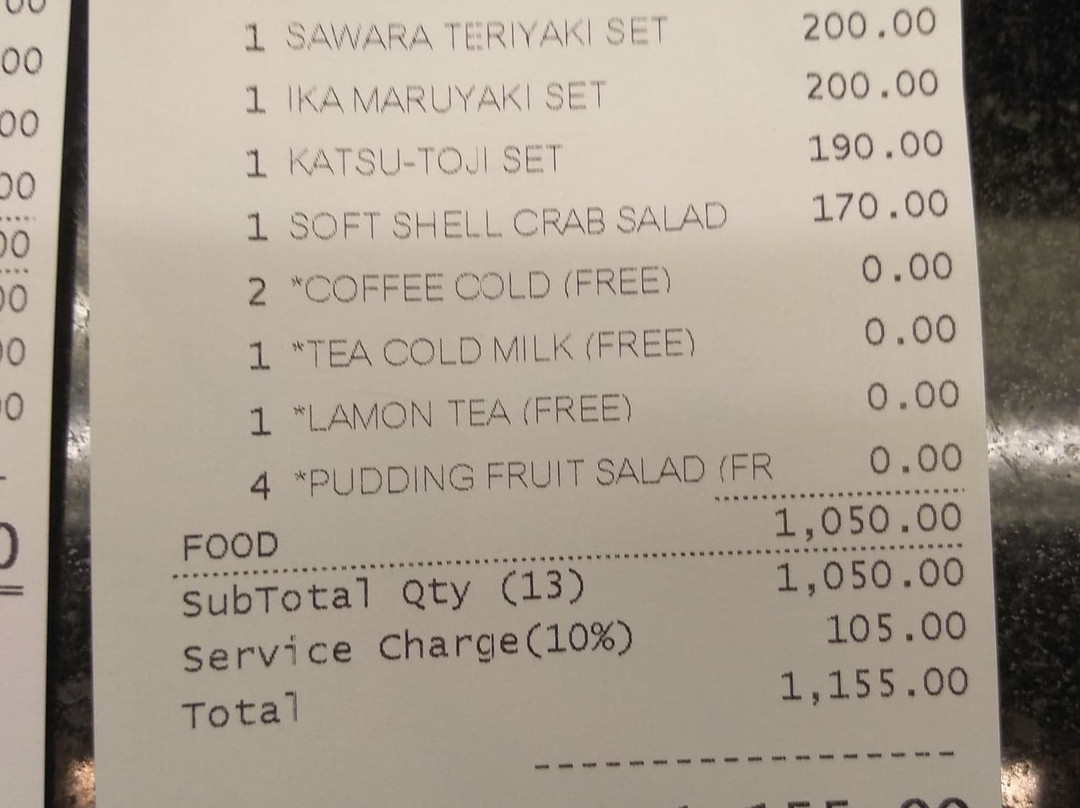 1 SAWARA TERIYAKI SET 200.00
1 IKA MARUYAKI SET 200.00
1 KATSU-TOJI SET 190.00
1 SOFT SHELL CRAB SALAD 170.00
2 *COFFEE COLD (FREE) 0.00
1 *TEA COLD MILK (FREE) 0.00
1 *LAMON TEA (FREE) 0.00
4 *PUDDING FRUIT SALAD (FR 0.00
FOOD 1,050.00
SubTotal Qty (13) 1,050.00
Service Charge(10%) 105.00
Total 1,155.00